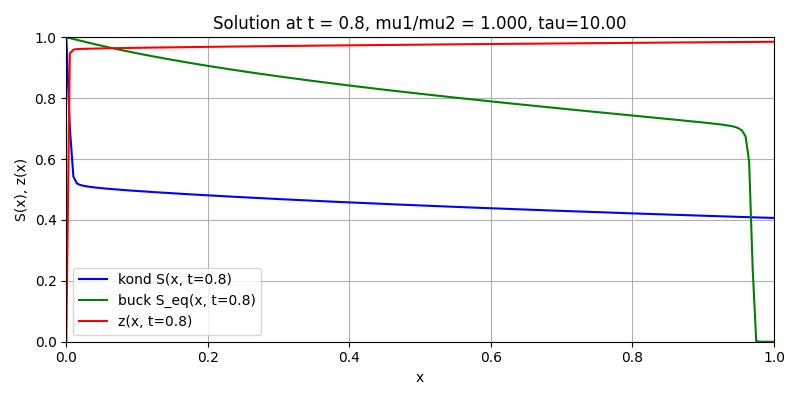 Solution at t = 0.8, mu1/mu2 = 1.000, tau=10.00
1.0
0.8
0.6
0.4
0.2
0.0
S(x), z(x)
kond S(x, t=0.8)
buck S_eq(x, t=0.8)
z(x, t=0.8)
0.0 0.2 0.4 0.6 0.8 1.0
x